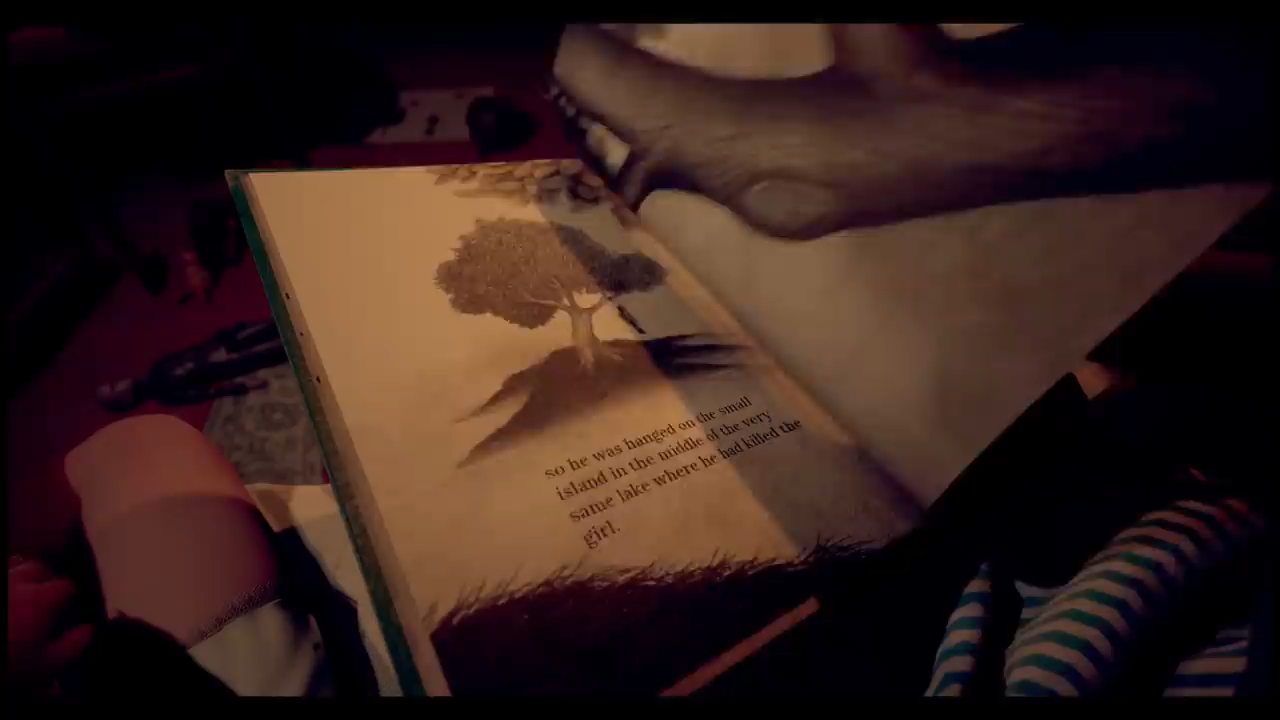 so he was hanged on the small
island in the middle of the very
same lake where he had killed the
girl.